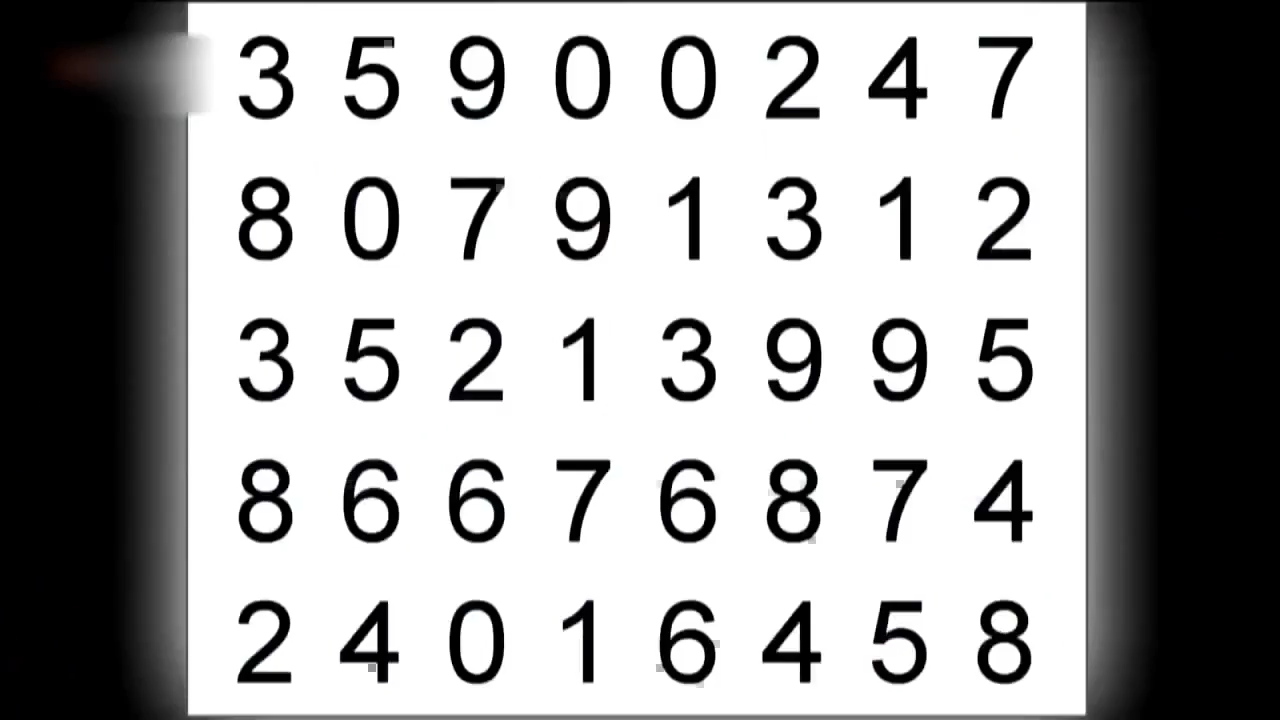 3 5 9 0 0 2 4 7
8 0 7 9 1 3 1 2
3 5 2 1 3 9 9 5
8 6 6 7 6 8 7 4
2 4 0 1 6 4 5 8